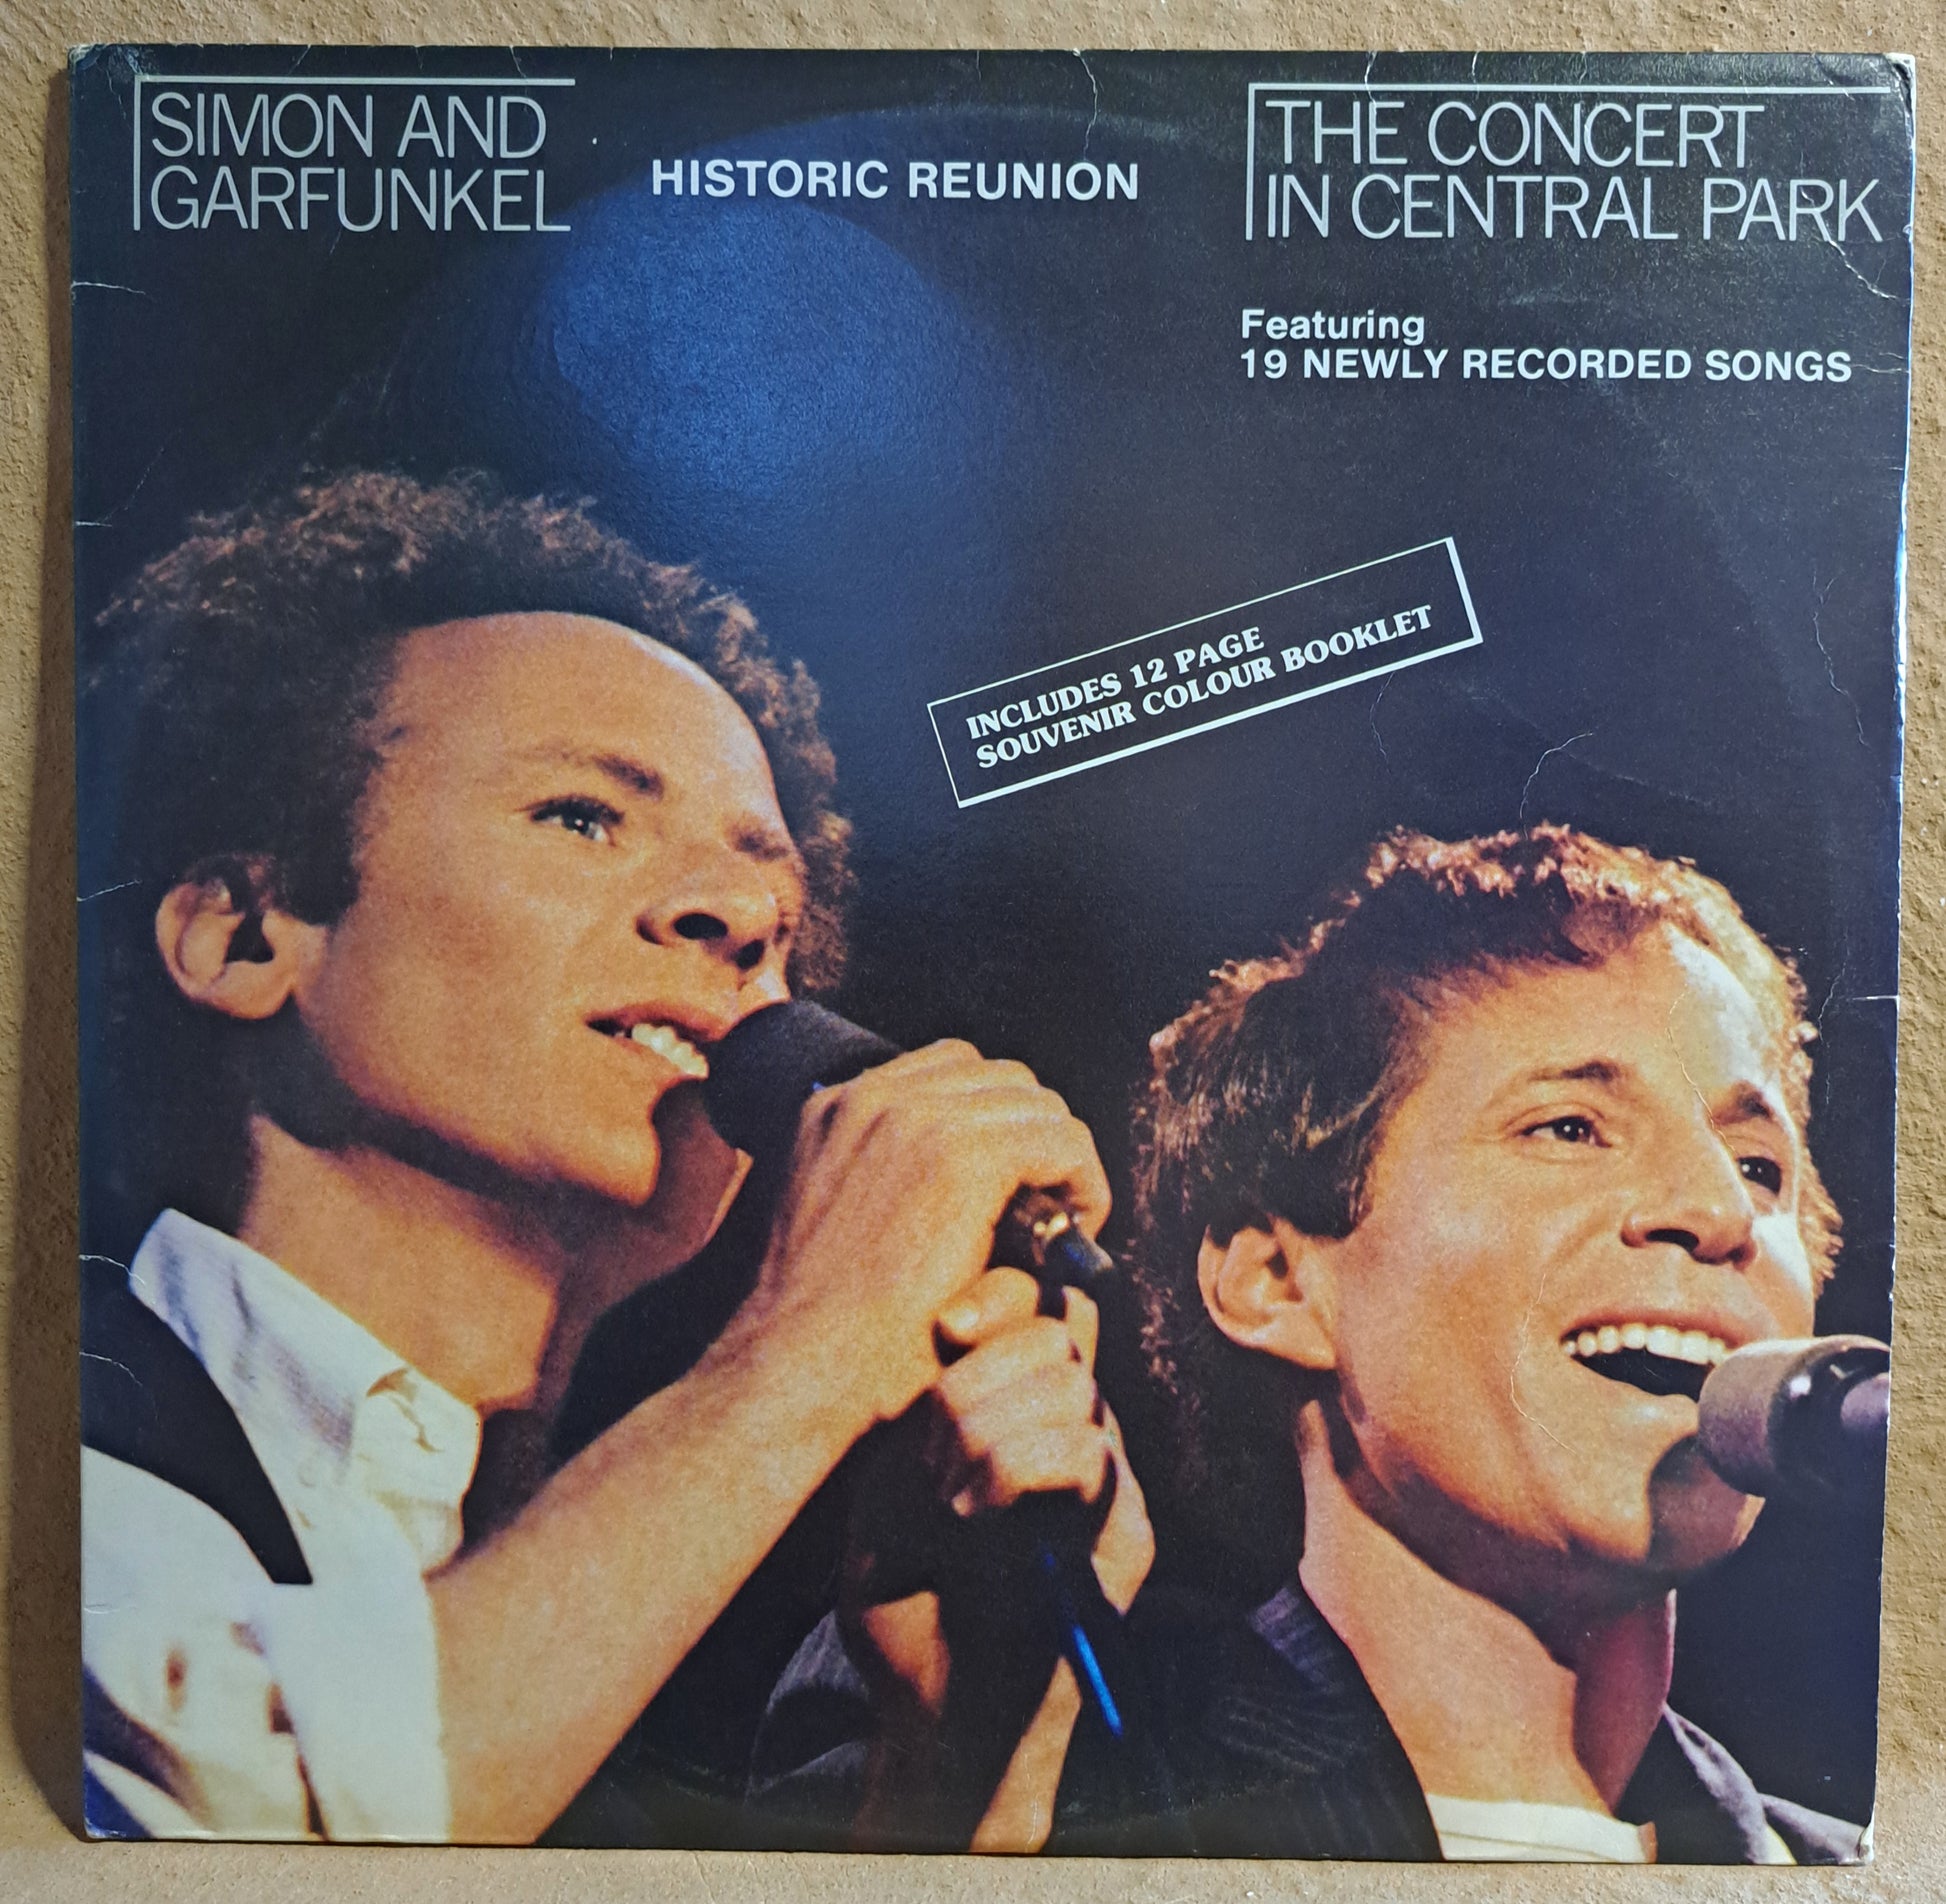 SIMON AND
GARFUNKEL
HISTORIC REUNION
THE CONCERT
IN CENTRAL PARK
Featuring
19 NEWLY RECORDED SONGS
INCLUDES 12 PAGE
SOUVENIR COLOUR BOOKLET